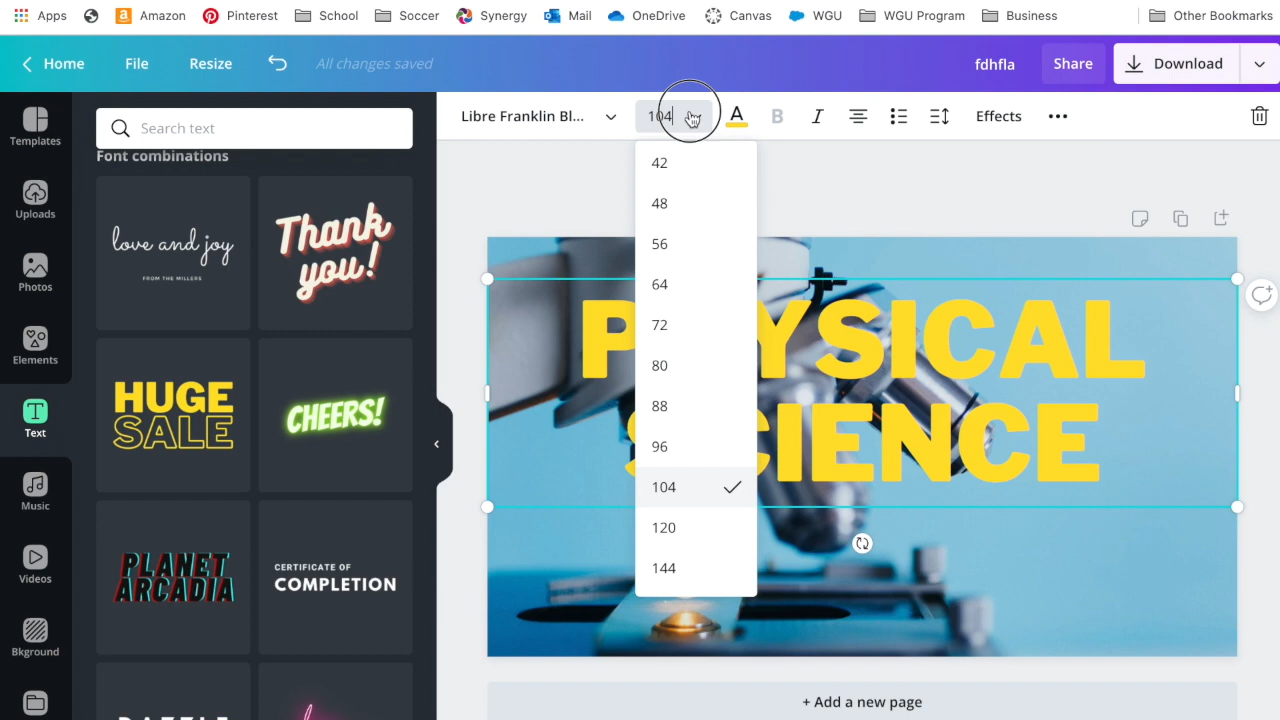 Apps Amazon Pinterest School Soccer Synergy Mail OneDrive Canvas WGU WGU Program Business Other Bookmarks
Home File Resize All changes saved fdhfla Share Download
Templates
Uploads
Photos
Elements
Text
Music
Videos
Bkground
Search text
Font combinations
love and joy
FROM THE MILLERS
Thank
you!
HUGE
SALE
CHEERS!
PLANET
ARCADIA
CERTIFICATE OF
COMPLETION
Libre Franklin Bl... 104 A B I Effects
42
48
56
64
72
80
88
96
104
120
144
PHYSICAL
SCIENCE
+ Add a new page